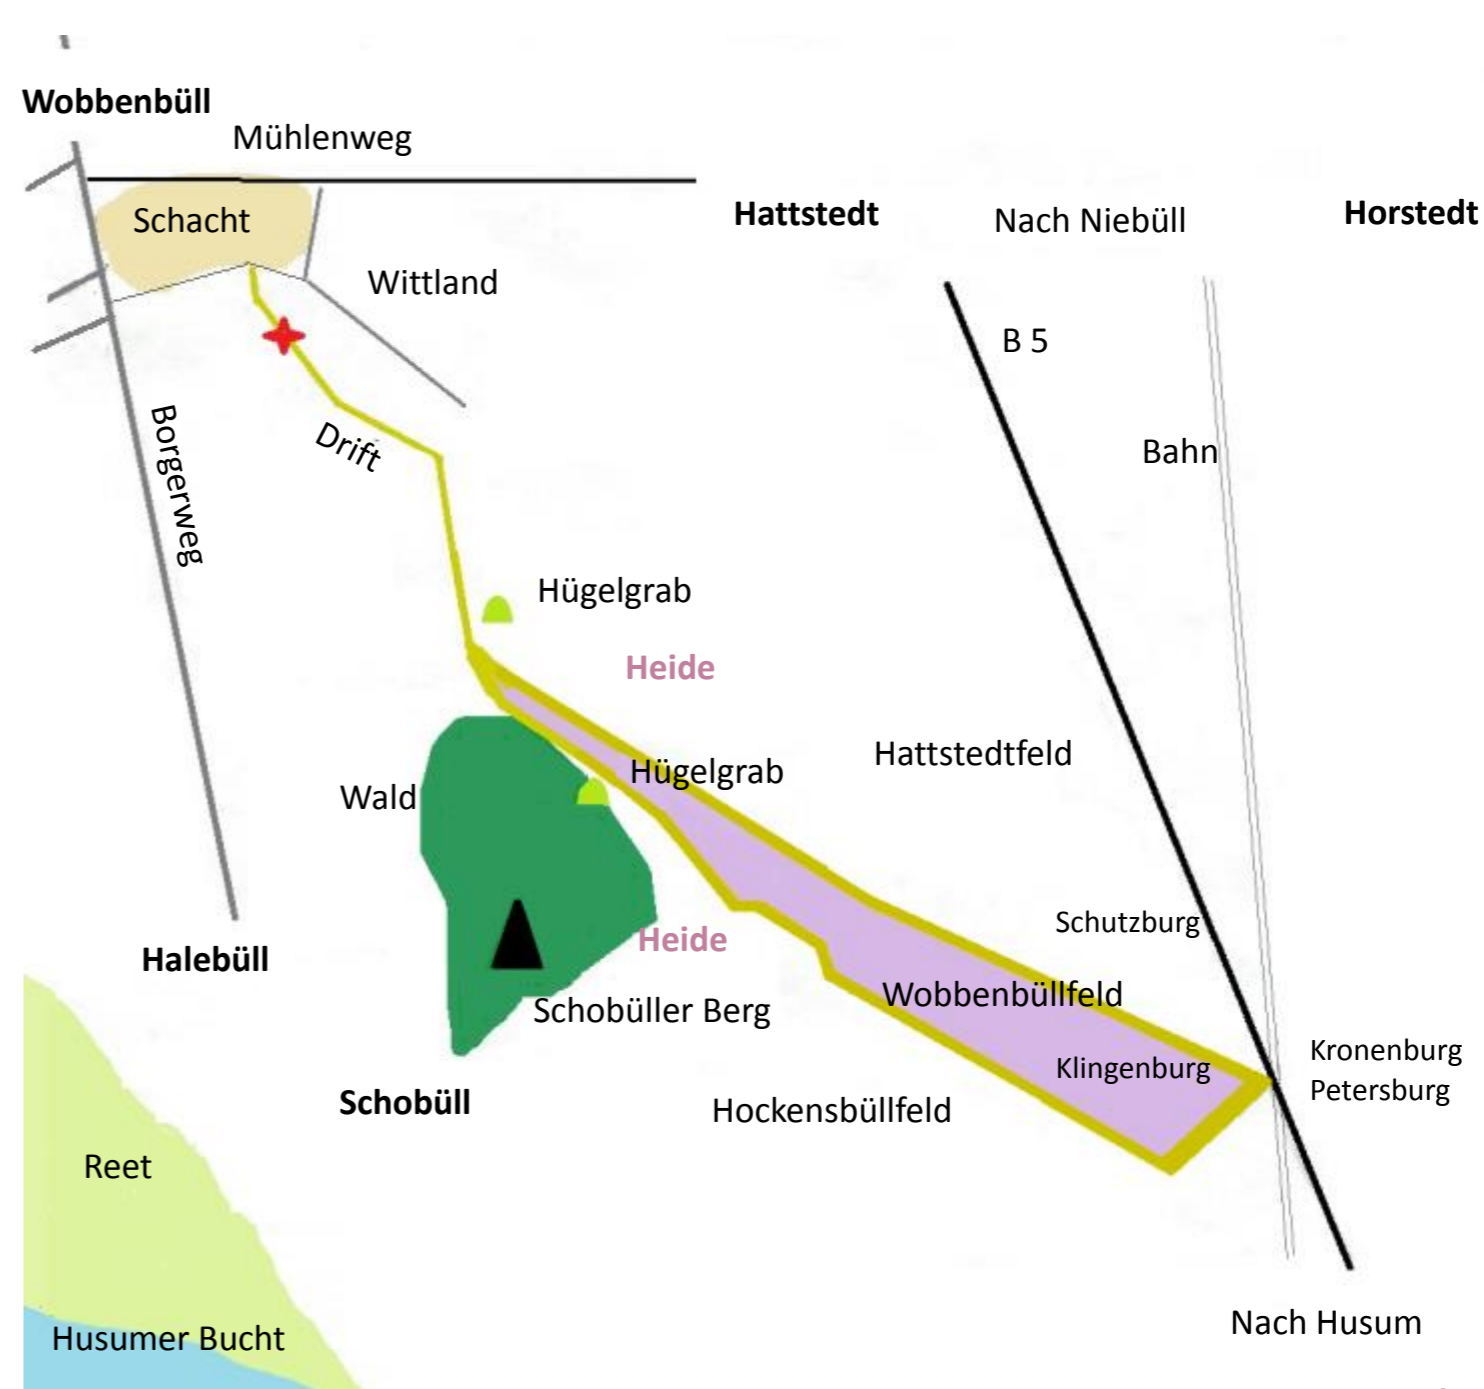 Wobbenbüll
Mühlenweg
Schacht
Hattstedt
Nach Niebüll
Horstedt
Wittland
B 5
Borgerweg
Drift
Bahn
Hügelgrab
Heide
Hattstedtfeld
Hügelgrab
Wald
Schutzburg
Heide
Halebüll
Wobbenbüllfeld
Schobüller Berg
Kronenburg
Klingenburg
Petersburg
Schobüll
Hockensbüllfeld
Reet
Nach Husum
Husumer Bucht